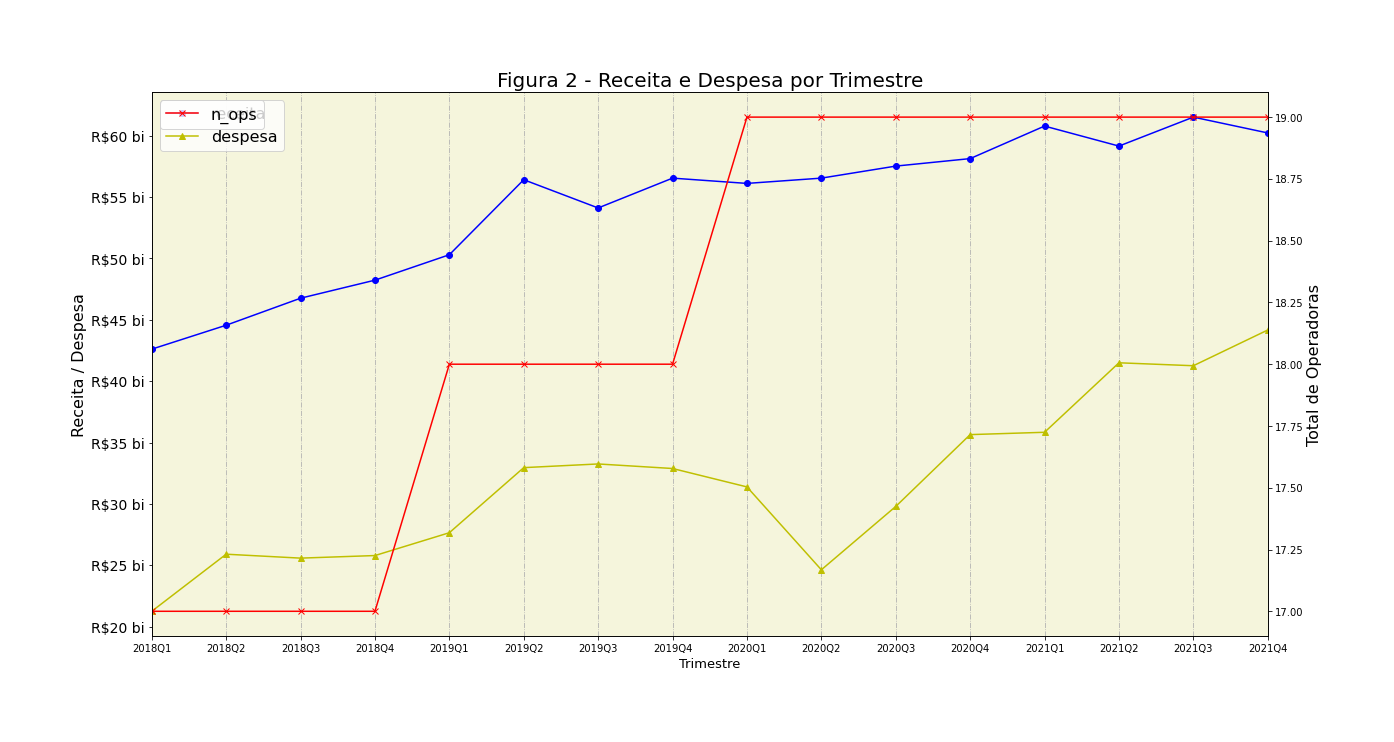 Figura 2 - Receita e Despesa por Trimestre
n_ops
receita
despesa
Receita / Despesa
R$60 bi
R$55 bi
R$50 bi
R$45 bi
R$40 bi
R$35 bi
R$30 bi
R$25 bi
R$20 bi
19.00
18.75
18.50
18.25
18.00
17.75
17.50
17.25
17.00
Total de Operadoras
2018Q1 2018Q2 2018Q3 2018Q4 2019Q1 2019Q2 2019Q3 2019Q4 2020Q1 2020Q2 2020Q3 2020Q4 2021Q1 2021Q2 2021Q3 2021Q4
Trimestre